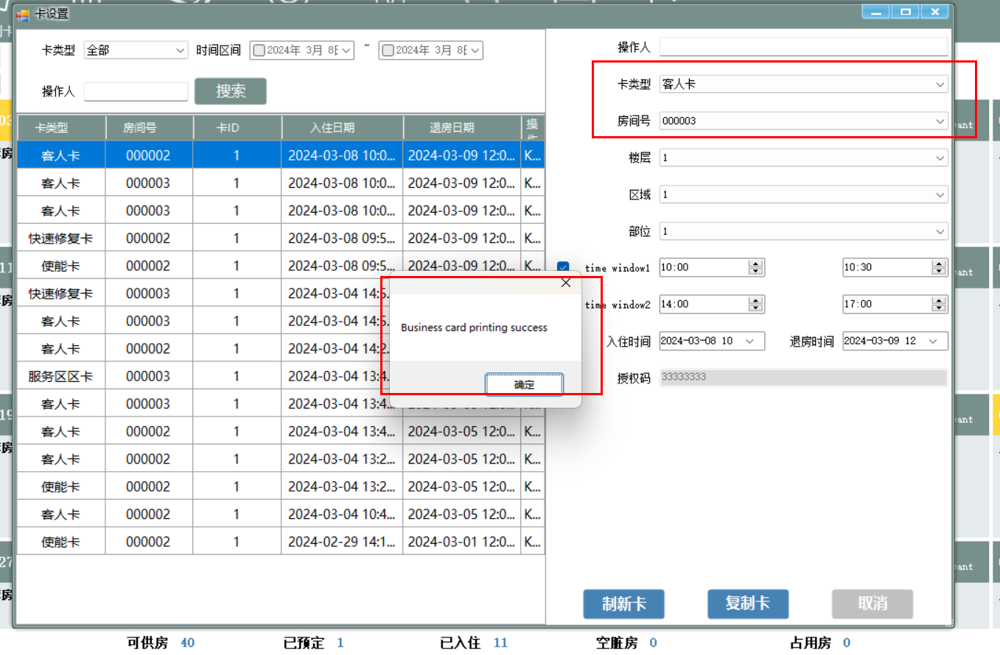 卡设置
卡类型 全部 时间区间 2024年 3月 8日 ~ 2024年 3月 8日
操作人 搜索
卡类型 房间号 卡ID 入住日期 退房日期 操作
客人卡 000002 1 2024-03-08 10:0... 2024-03-09 12:0... K...
客人卡 000003 1 2024-03-08 10:0... 2024-03-09 12:0... K...
客人卡 000003 1 2024-03-08 10:0... 2024-03-09 12:0... K...
快速修复卡 000002 1 2024-03-08 09:5... 2024-03-09 12:0... K...
使能卡 000002 1 2024-03-08 09:5... 2024-03-09 12:0... K...
快速修复卡 000003 1 2024-03-04 14:5.
客人卡 000003 1 2024-03-04 14:5.
客人卡 000002 1 2024-03-04 14:2.
服务区区卡 000003 1 2024-03-04 13:4.
客人卡 000003 1 2024-03-04 13:4...
客人卡 000002 1 2024-03-04 13:4... 2024-03-05 12:0... K...
客人卡 000002 1 2024-03-04 13:2... 2024-03-05 12:0... K...
使能卡 000002 1 2024-03-04 13:2... 2024-03-05 12:0... K...
客人卡 000002 1 2024-03-04 10:4... 2024-03-05 12:0... K...
使能卡 000002 1 2024-02-29 14:1... 2024-03-01 12:0... K...
Business card printing success
确定
操作人
卡类型 客人卡
房间号 000003
楼层 1
区域 1
部位 1
time window1 10:00 10:30
time window2 14:00 17:00
入住时间 2024-03-08 10 退房时间 2024-03-09 12
授权码 33333333
制新卡 复制卡 取消
可供房 40 已预定 1 已入住 11 空脏房 0 占用房 0